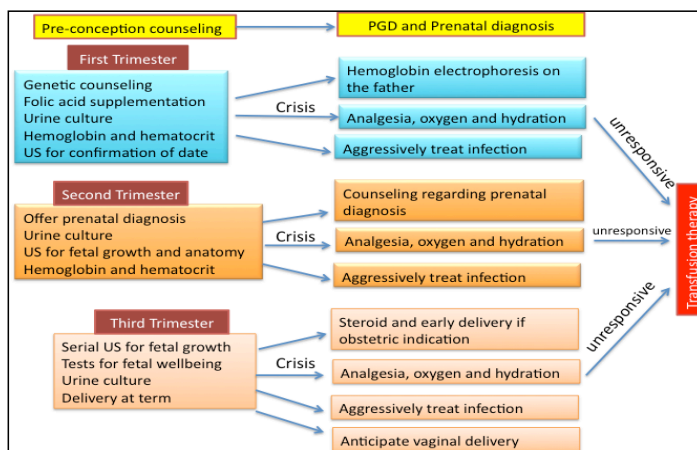 Pre-conception counseling
PGD and Prenatal diagnosis
First Trimester
Genetic counseling
Folic acid supplementation
Urine culture
Hemoglobin and hematocrit
US for confirmation of date
Crisis
Hemoglobin electrophoresis on
the father
Analgesia, oxygen and hydration
Aggressively treat infection
unresponsive
Second Trimester
Offer prenatal diagnosis
Urine culture
US for fetal growth and anatomy
Hemoglobin and hematocrit
Crisis
Counseling regarding prenatal
diagnosis
Analgesia, oxygen and hydration
Aggressively treat infection
unresponsive
Transfusion therapy
Third Trimester
Serial US for fetal growth
Tests for fetal wellbeing
Urine culture
Delivery at term
Crisis
Steroid and early delivery if
obstetric indication
Analgesia, oxygen and hydration
Aggressively treat infection
Anticipate vaginal delivery
unresponsive